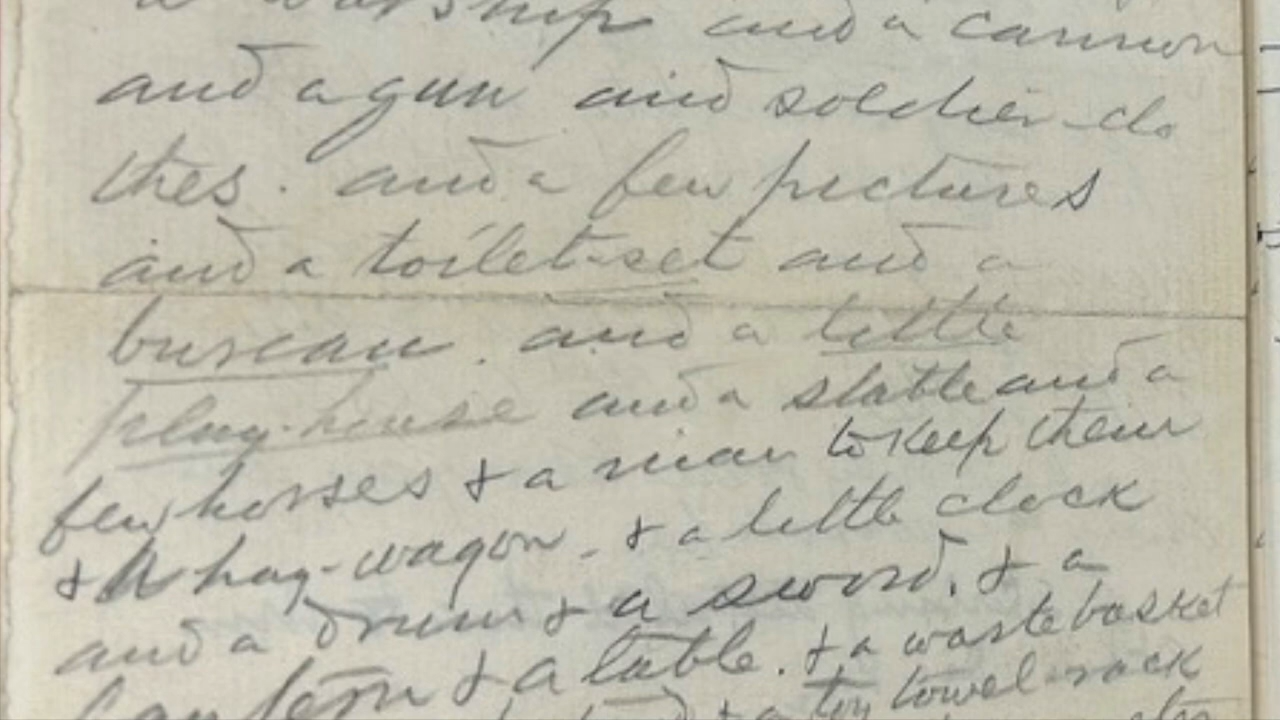 a warship and a cannon
and a gun and soldier-clo
thes. and a few pictures
and a toilet-set and a
bureau. and a little
play-house and a stable and a
few horses & a man to keep them
& a hay-wagon. & a little clock
and a drum & a sword. & a
lantern & a table. & a waste basket
& a toy towel-rack